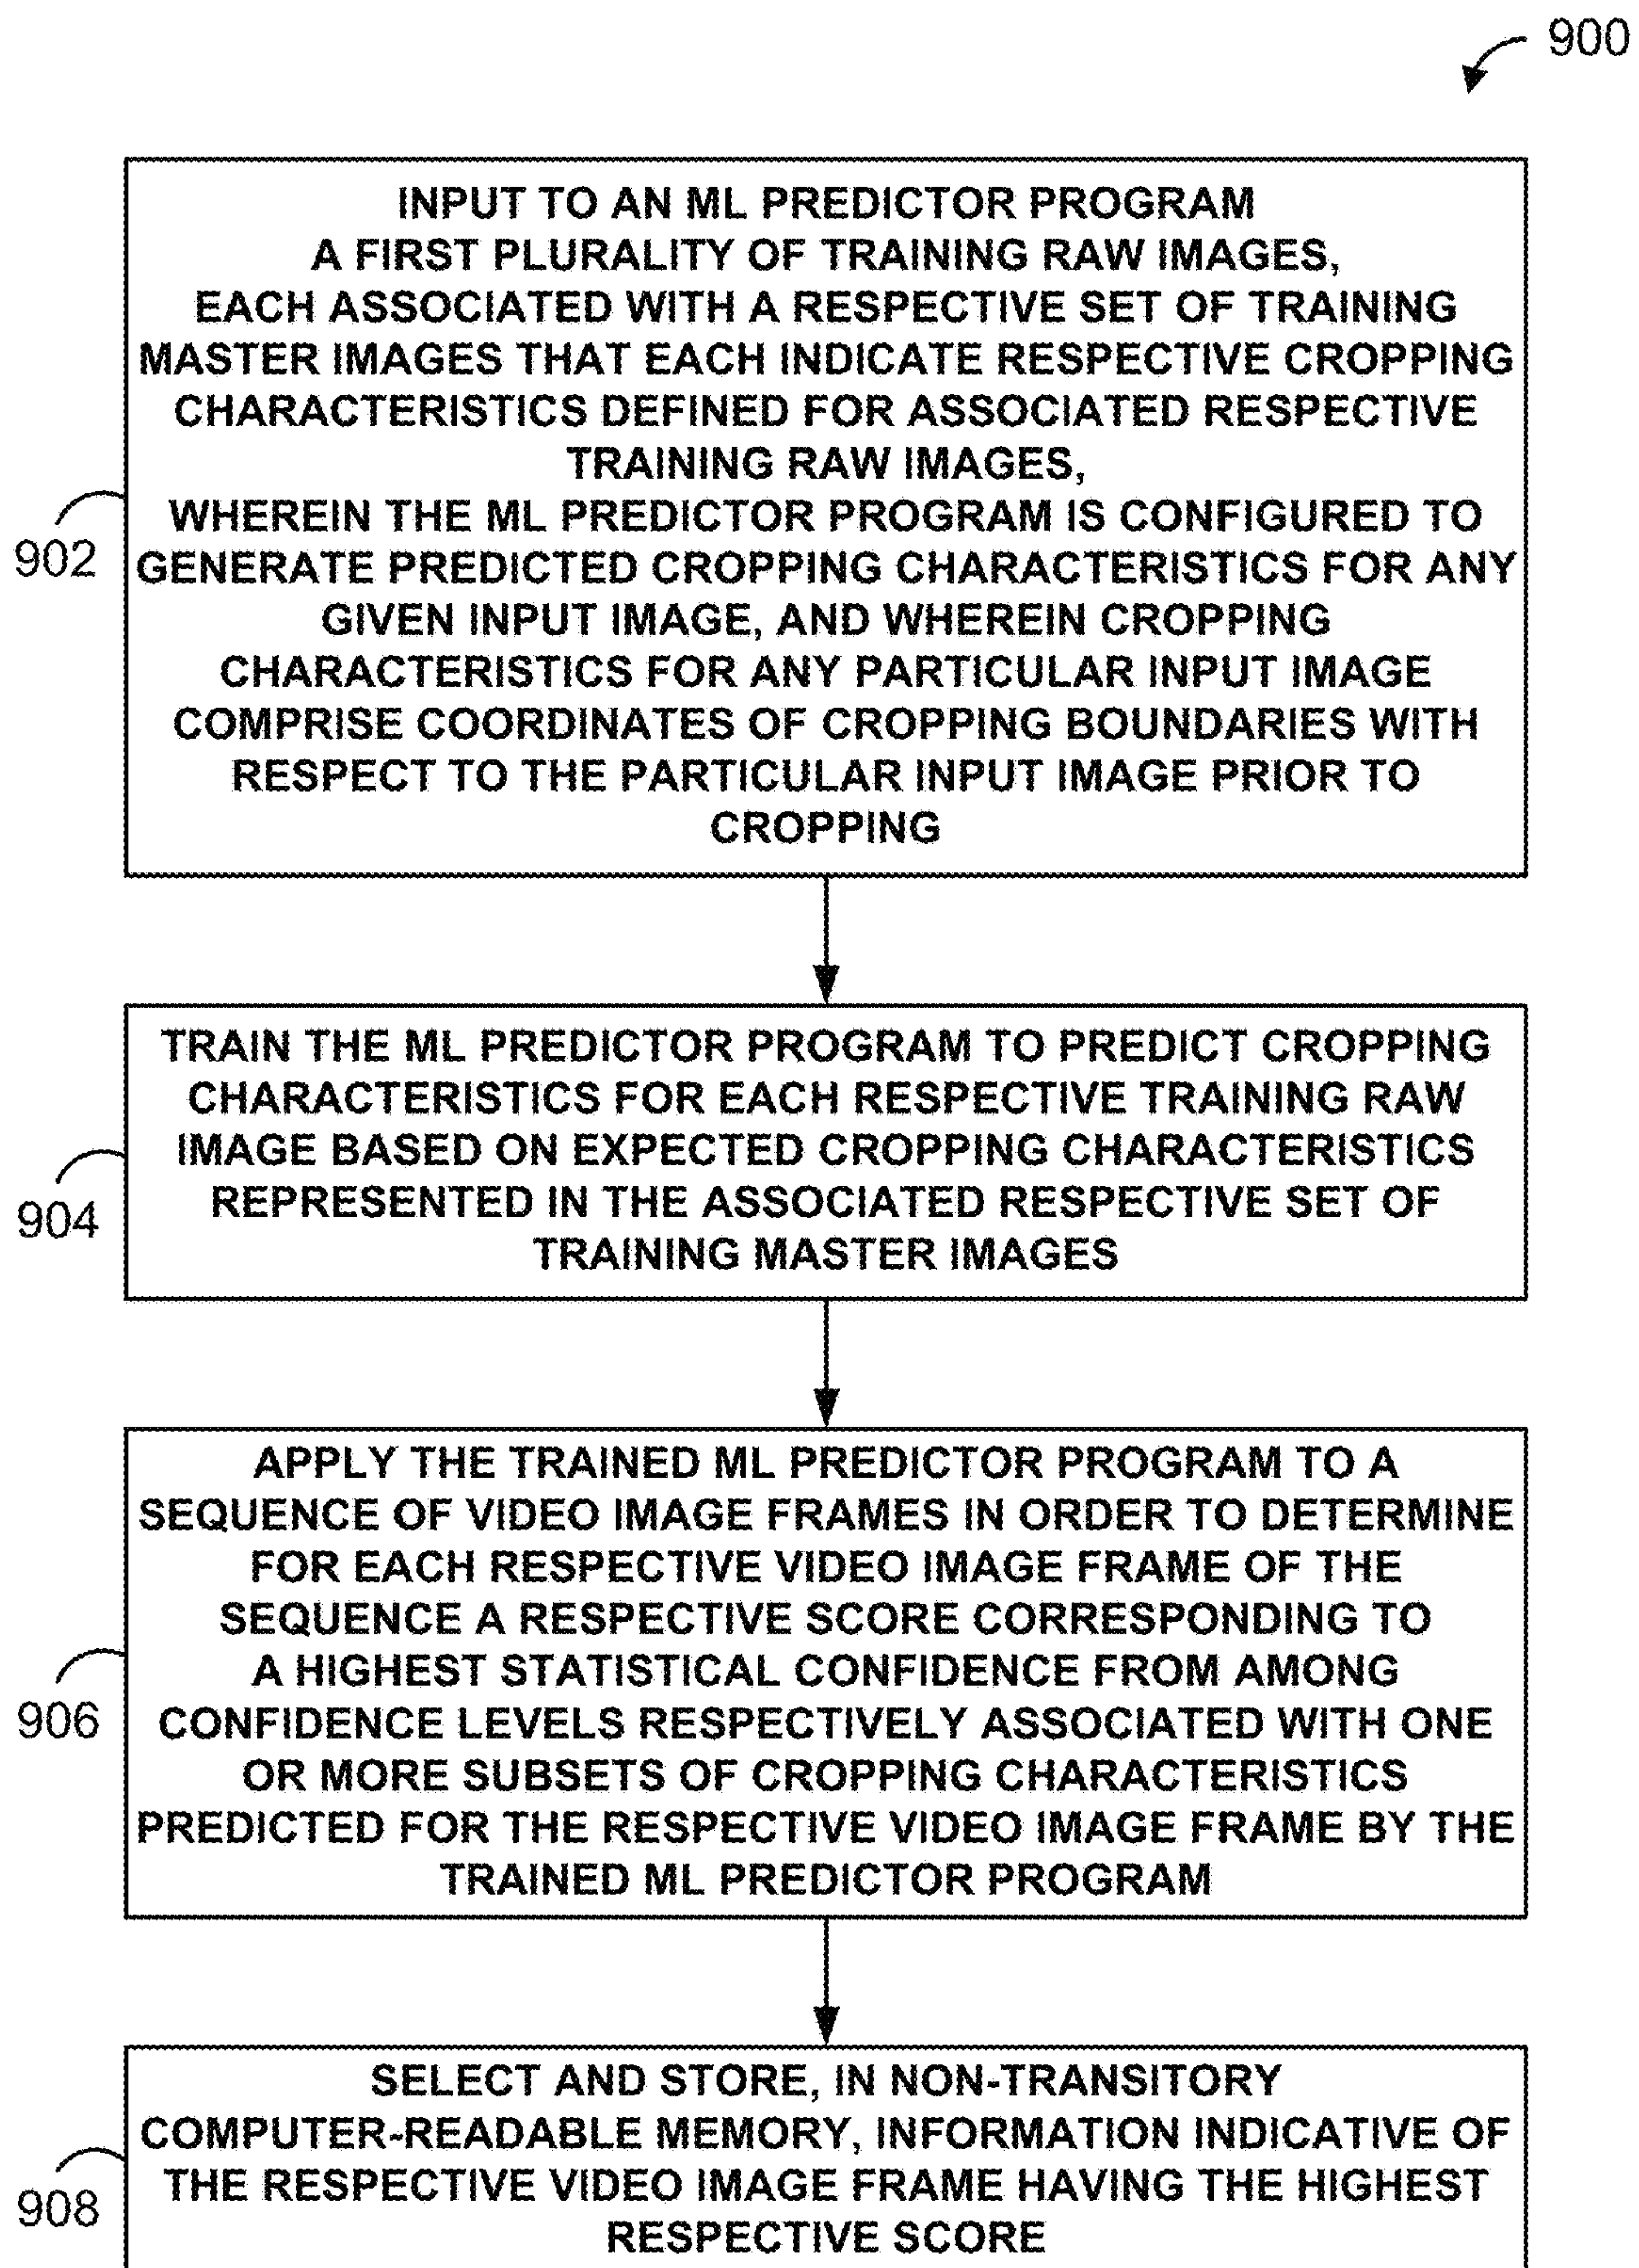 900
INPUT TO AN ML PREDICTOR PROGRAM
A FIRST PLURALITY OF TRAINING RAW IMAGES,
EACH ASSOCIATED WITH A RESPECTIVE SET OF TRAINING
MASTER IMAGES THAT EACH INDICATE RESPECTIVE CROPPING
CHARACTERISTICS DEFINED FOR ASSOCIATED RESPECTIVE
TRAINING RAW IMAGES,
WHEREIN THE ML PREDICTOR PROGRAM IS CONFIGURED TO
GENERATE PREDICTED CROPPING CHARACTERISTICS FOR ANY
GIVEN INPUT IMAGE, AND WHEREIN CROPPING
CHARACTERISTICS FOR ANY PARTICULAR INPUT IMAGE
COMPRISE COORDINATES OF CROPPING BOUNDARIES WITH
RESPECT TO THE PARTICULAR INPUT IMAGE PRIOR TO
CROPPING
902
TRAIN THE ML PREDICTOR PROGRAM TO PREDICT CROPPING
CHARACTERISTICS FOR EACH RESPECTIVE TRAINING RAW
IMAGE BASED ON EXPECTED CROPPING CHARACTERISTICS
REPRESENTED IN THE ASSOCIATED RESPECTIVE SET OF
TRAINING MASTER IMAGES
904
APPLY THE TRAINED ML PREDICTOR PROGRAM TO A
SEQUENCE OF VIDEO IMAGE FRAMES IN ORDER TO DETERMINE
FOR EACH RESPECTIVE VIDEO IMAGE FRAME OF THE
SEQUENCE A RESPECTIVE SCORE CORRESPONDING TO
A HIGHEST STATISTICAL CONFIDENCE FROM AMONG
CONFIDENCE LEVELS RESPECTIVELY ASSOCIATED WITH ONE
OR MORE SUBSETS OF CROPPING CHARACTERISTICS
PREDICTED FOR THE RESPECTIVE VIDEO IMAGE FRAME BY THE
TRAINED ML PREDICTOR PROGRAM
906
SELECT AND STORE, IN NON-TRANSITORY
COMPUTER-READABLE MEMORY, INFORMATION INDICATIVE OF
THE RESPECTIVE VIDEO IMAGE FRAME HAVING THE HIGHEST
RESPECTIVE SCORE
908